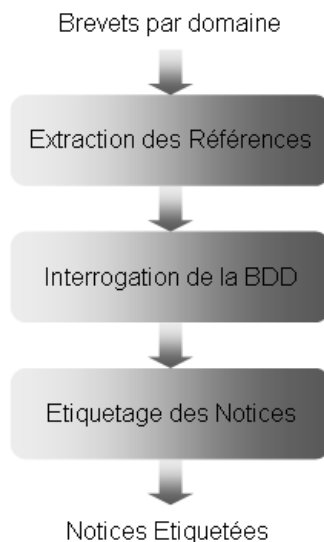 Brevets par domaine
Extraction des Références
Interrogation de la BDD
Etiquetage des Notices
Notices Etiquetées